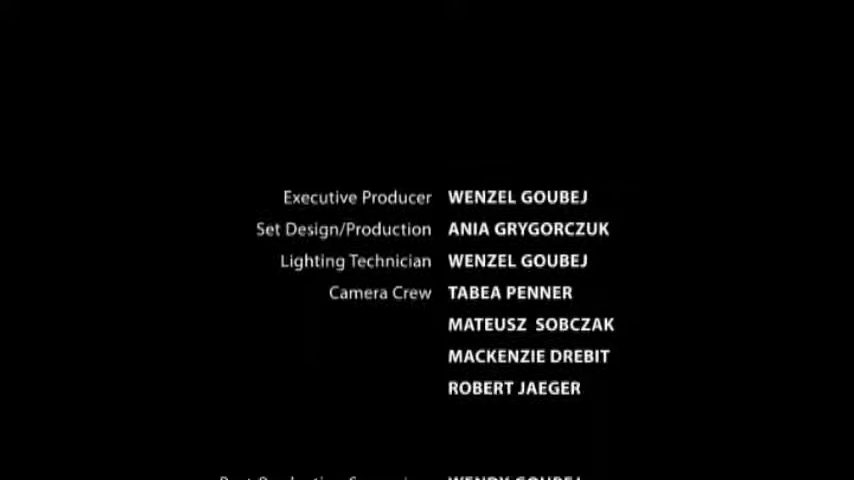 Executive Producer WENZEL GOUBEJ
Set Design/Production ANIA GRYGORCZUK
Lighting Technician WENZEL GOUBEJ
Camera Crew TABEA PENNER
MATEUSZ SOBCZAK
MACKENZIE DREBIT
ROBERT JAEGER